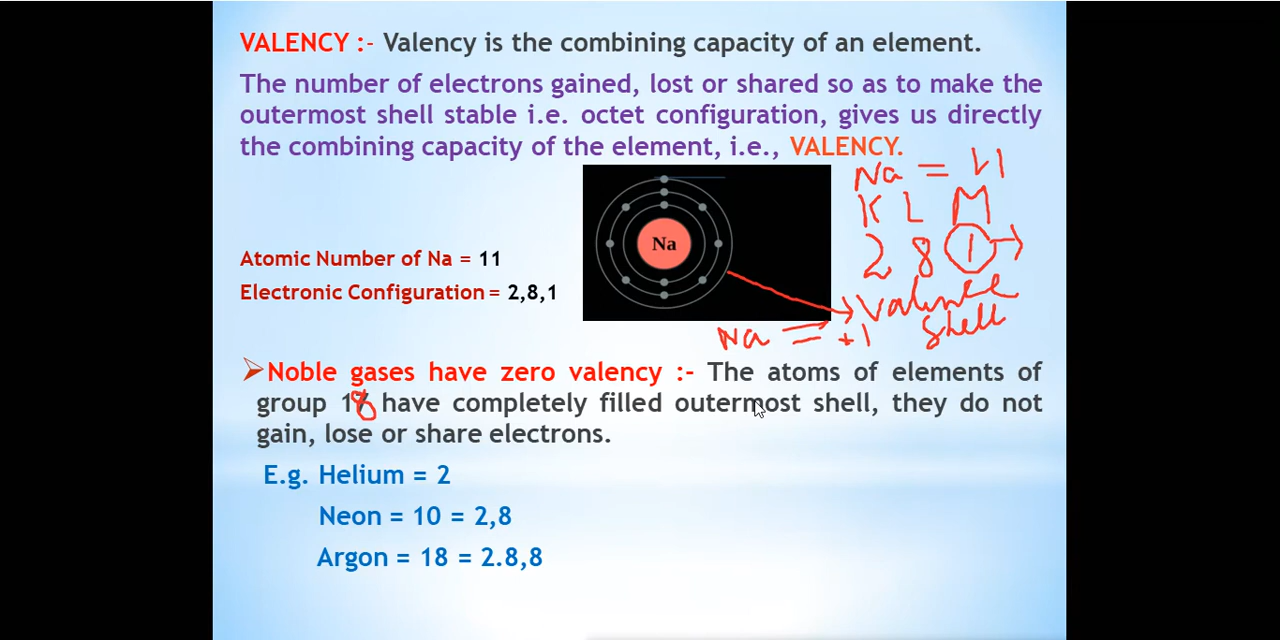 VALENCY :- Valency is the combining capacity of an element.
The number of electrons gained, lost or shared so as to make the
outermost shell stable i.e. octet configuration, gives us directly
the combining capacity of the element, i.e., VALENCY.
Na = 11
K L M
2 8 1
Na
Atomic Number of Na = 11
Electronic Configuration = 2,8,1
Valence
shell
Na = +1
Noble gases have zero valency :- The atoms of elements of
group 18 have completely filled outermost shell, they do not
gain, lose or share electrons.
E.g. Helium = 2
Neon = 10 = 2,8
Argon = 18 = 2.8,8